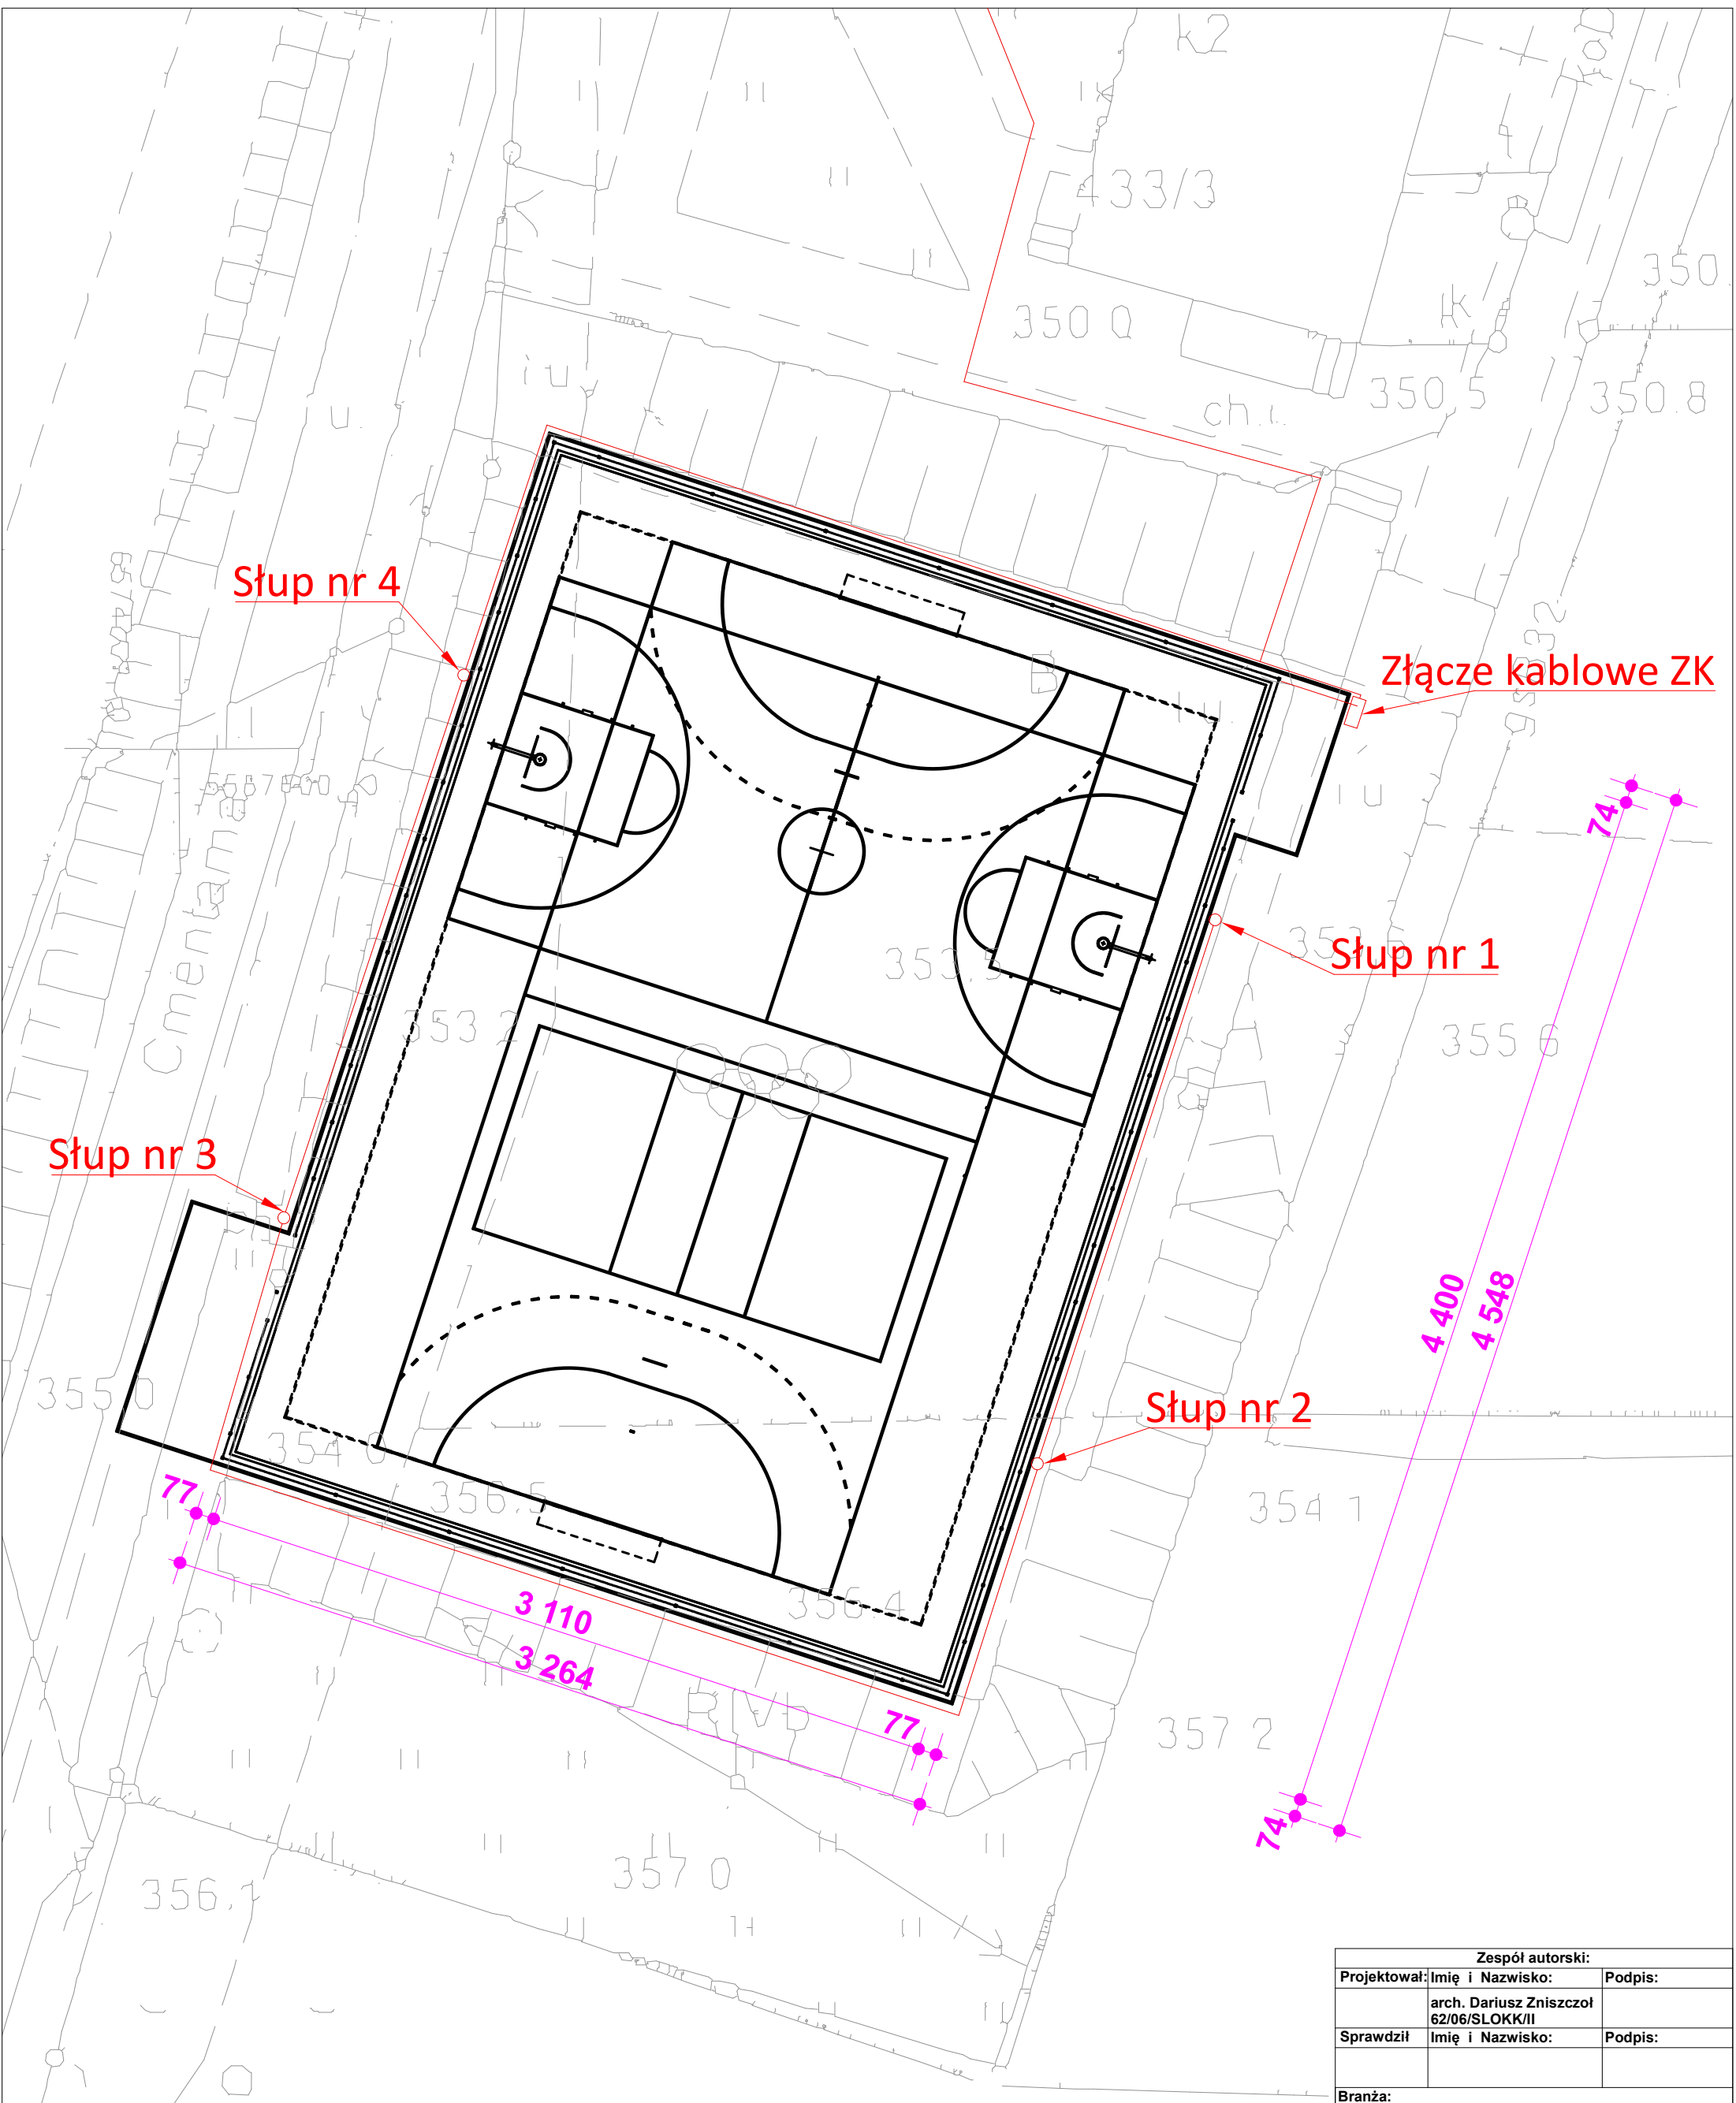 K2
433/3
350
350 0
k
350 5
350.8
ch.L.
Słup nr 4
B
Złącze kablowe ZK
74
Cmentarna
353,5
Słup nr 1
353 2
355 6
Słup nr 3
4 400
4 548
355 0
Słup nr 2
354 0
77
356,5
354 1
3 110
356.4
3 264
RVb
77
357 2
74
357 0
356,1
Zespół autorski:
Projektował: Imię i Nazwisko: Podpis:
arch. Dariusz Zniszczoł
62/06/SLOKK/II
Sprawdził Imię i Nazwisko: Podpis:
Branża: